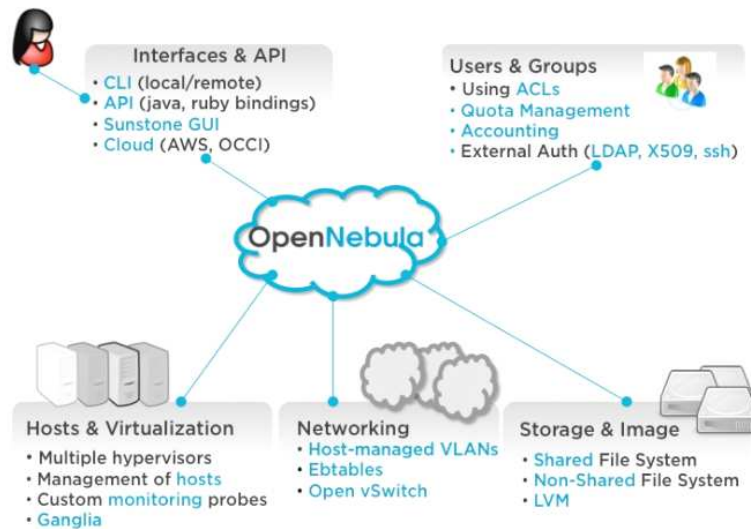 Interfaces & API
• CLI (local/remote)
• API (java, ruby bindings)
• Sunstone GUI
• Cloud (AWS, OCCI)
Users & Groups
• Using ACLs
• Quota Management
• Accounting
• External Auth (LDAP, X509, ssh)
OpenNebula
Hosts & Virtualization
• Multiple hypervisors
• Management of hosts
• Custom monitoring probes
• Ganglia
Networking
• Host-managed VLANs
• Ebtables
• Open vSwitch
Storage & Image
• Shared File System
• Non-Shared File System
• LVM